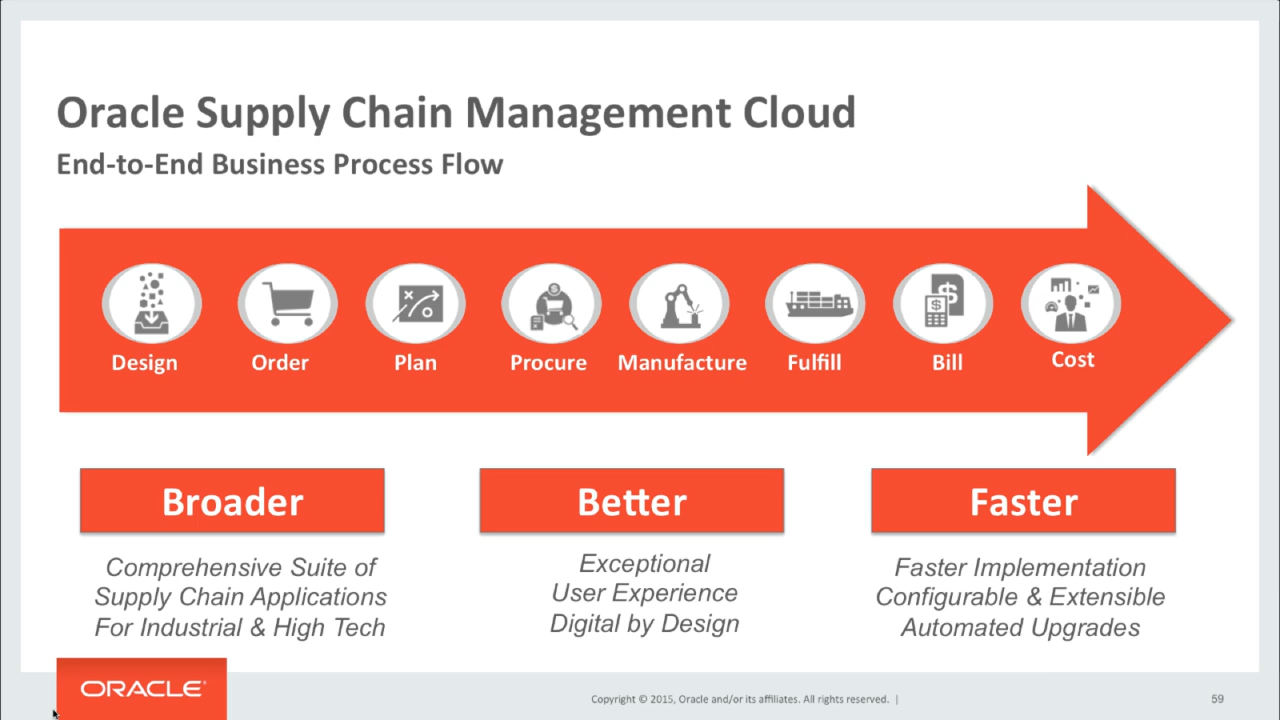 Oracle Supply Chain Management Cloud
End-to-End Business Process Flow
Design Order Plan Procure Manufacture Fulfill Bill Cost
Broader
Comprehensive Suite of
Supply Chain Applications
For Industrial & High Tech
Better
Exceptional
User Experience
Digital by Design
Faster
Faster Implementation
Configurable & Extensible
Automated Upgrades
ORACLE®
Copyright © 2015, Oracle and/or its affiliates. All rights reserved. |
59